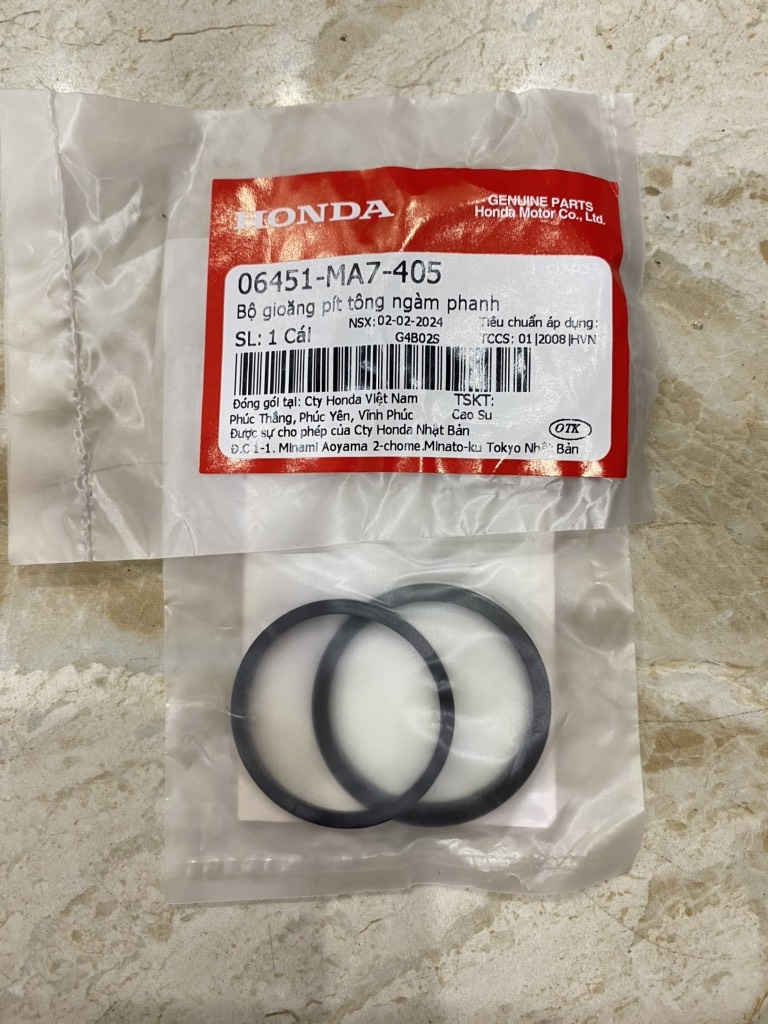 HONDA
GENUINE PARTS
Honda Motor Co., Ltd.
06451-MA7-405
Bộ gioăng pít tông ngàm phanh
NSX: 02-02-2024 Tiêu chuẩn áp dụng:
SL: 1 Cái G4B02S TCCS: 01|2008|HVN
Đóng gói tại: Cty Honda Việt Nam TSKT:
Phúc Thắng, Phúc Yên, Vĩnh Phúc Cao Su
Được sự cho phép của Cty Honda Nhật Bản OTK
Đ.C 1-1. Minami Aoyama 2-chome.Minato-ku Tokyo Nhật Bản